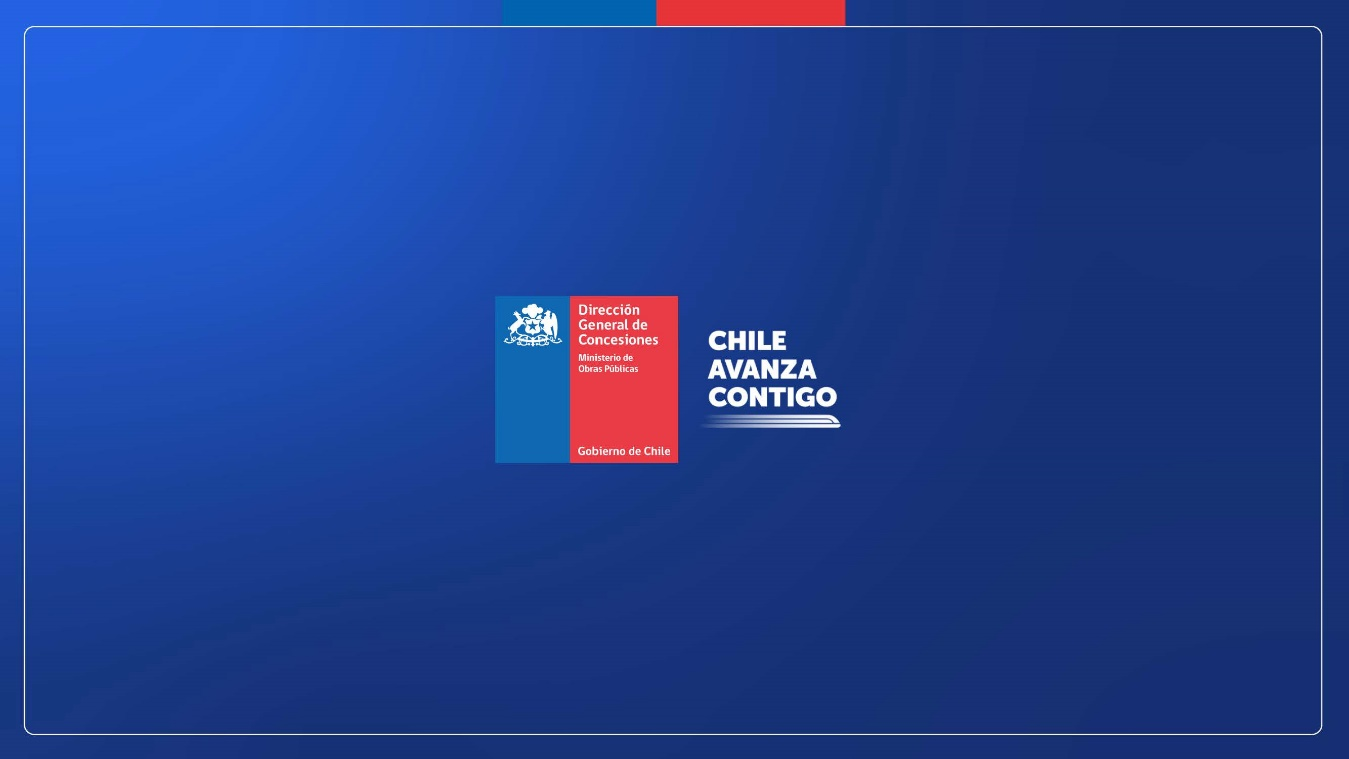 Dirección
General de
Concesiones
Ministerio de
Obras Públicas
Gobierno de Chile
CHILE
AVANZA
CONTIGO